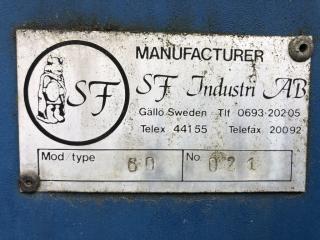 MANUFACTURER
SF
SF Industri AB
Gällö Sweden - Tlf 0693-20205
Telex 44155 Telefax 20092
Mod. type 60 No 021